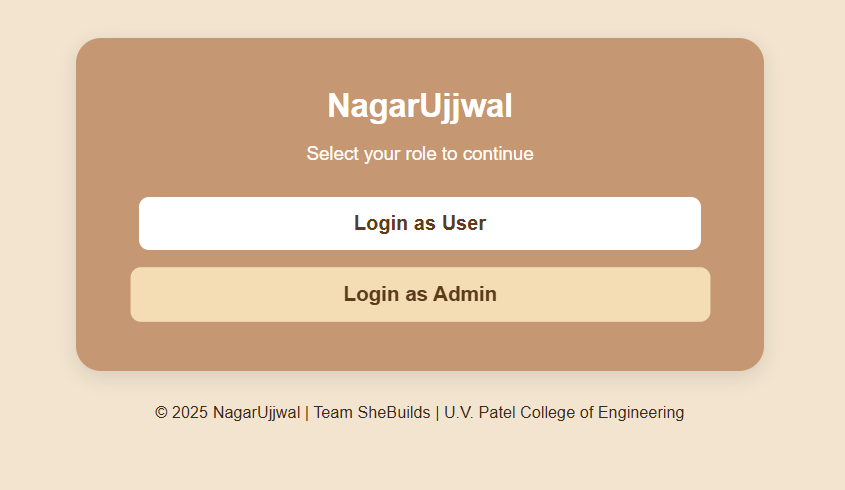 NagarUjjwal
Select your role to continue
Login as User
Login as Admin
© 2025 NagarUjjwal | Team SheBuilds | U.V. Patel College of Engineering